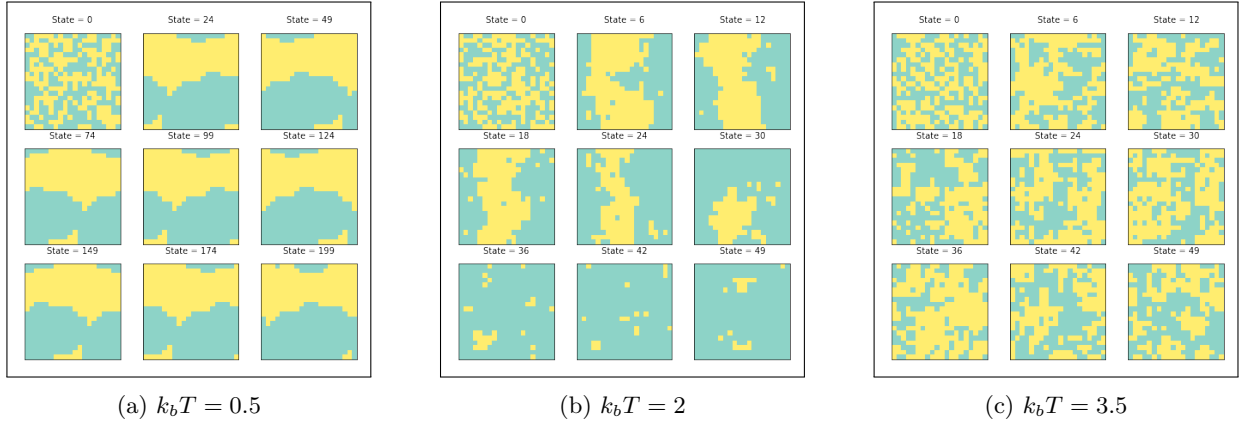 State = 0 State = 24 State = 49
State = 74 State = 99 State = 124
State = 149 State = 174 State = 199
(a) k_bT = 0.5
State = 0 State = 6 State = 12
State = 18 State = 24 State = 30
State = 36 State = 42 State = 49
(b) k_bT = 2
State = 0 State = 6 State = 12
State = 18 State = 24 State = 30
State = 36 State = 42 State = 49
(c) k_bT = 3.5